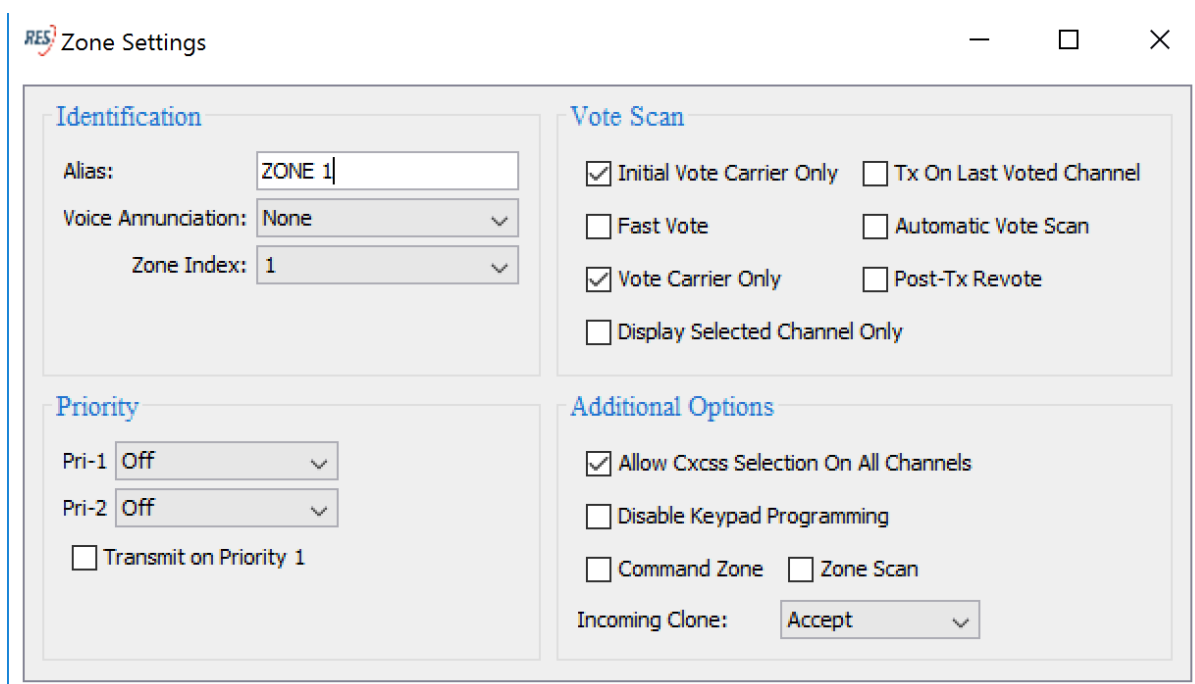 RES Zone Settings
Identification
Alias: ZONE 1
Voice Annunciation: None
Zone Index: 1
Vote Scan
Initial Vote Carrier Only Tx On Last Voted Channel
Fast Vote Automatic Vote Scan
Vote Carrier Only Post-Tx Revote
Display Selected Channel Only
Priority
Pri-1 Off
Pri-2 Off
Transmit on Priority 1
Additional Options
Allow Cxcss Selection On All Channels
Disable Keypad Programming
Command Zone Zone Scan
Incoming Clone: Accept